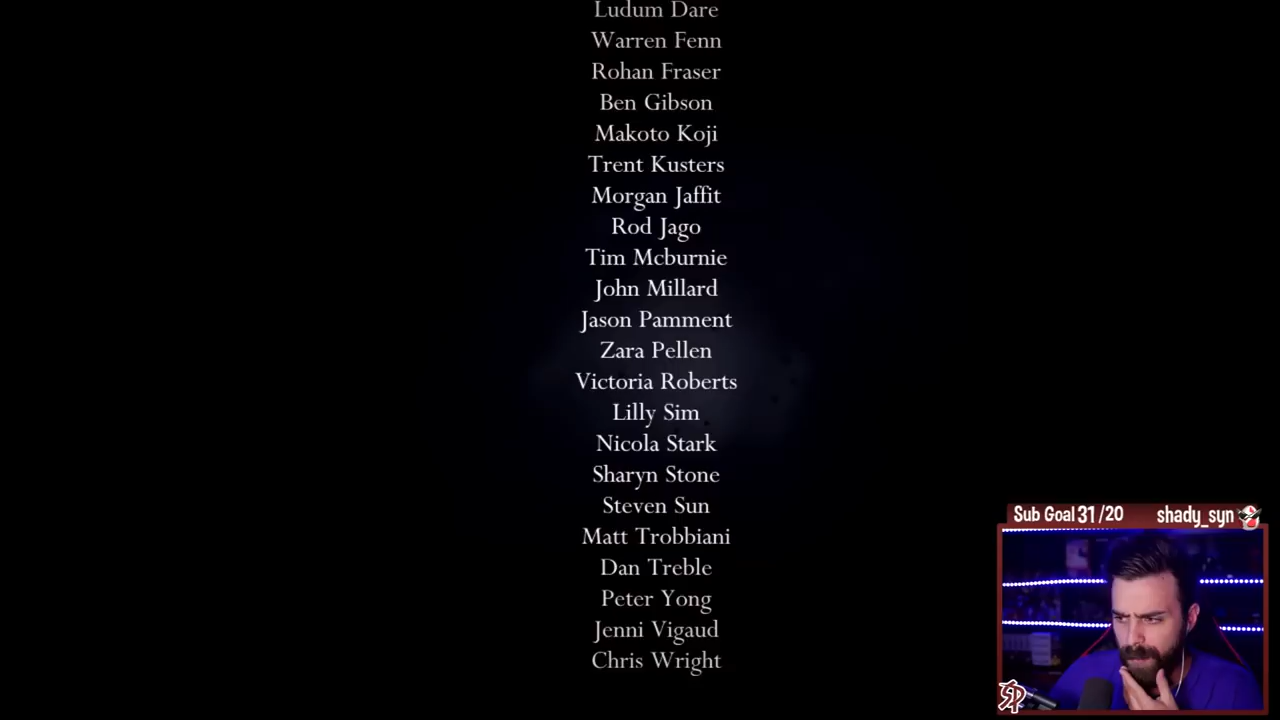 Ludum Dare
Warren Fenn
Rohan Fraser
Ben Gibson
Makoto Koji
Trent Kusters
Morgan Jaffit
Rod Jago
Tim Mcburnie
John Millard
Jason Pamment
Zara Pellen
Victoria Roberts
Lilly Sim
Nicola Stark
Sharyn Stone
Steven Sun
Matt Trobbiani
Dan Treble
Peter Yong
Jenni Vigaud
Chris Wright
Sub Goal 31/20 shady_syn